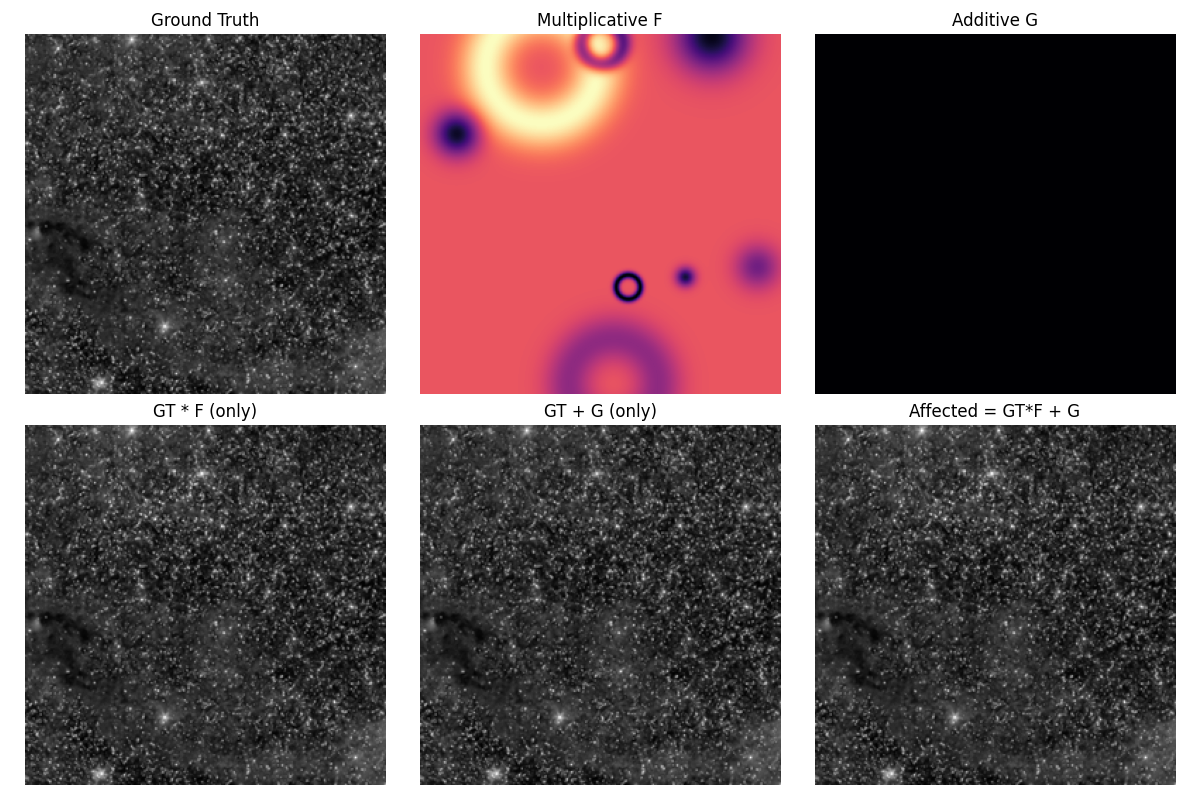 Ground Truth
Multiplicative F
Additive G
GT * F (only)
GT + G (only)
Affected = GT*F + G